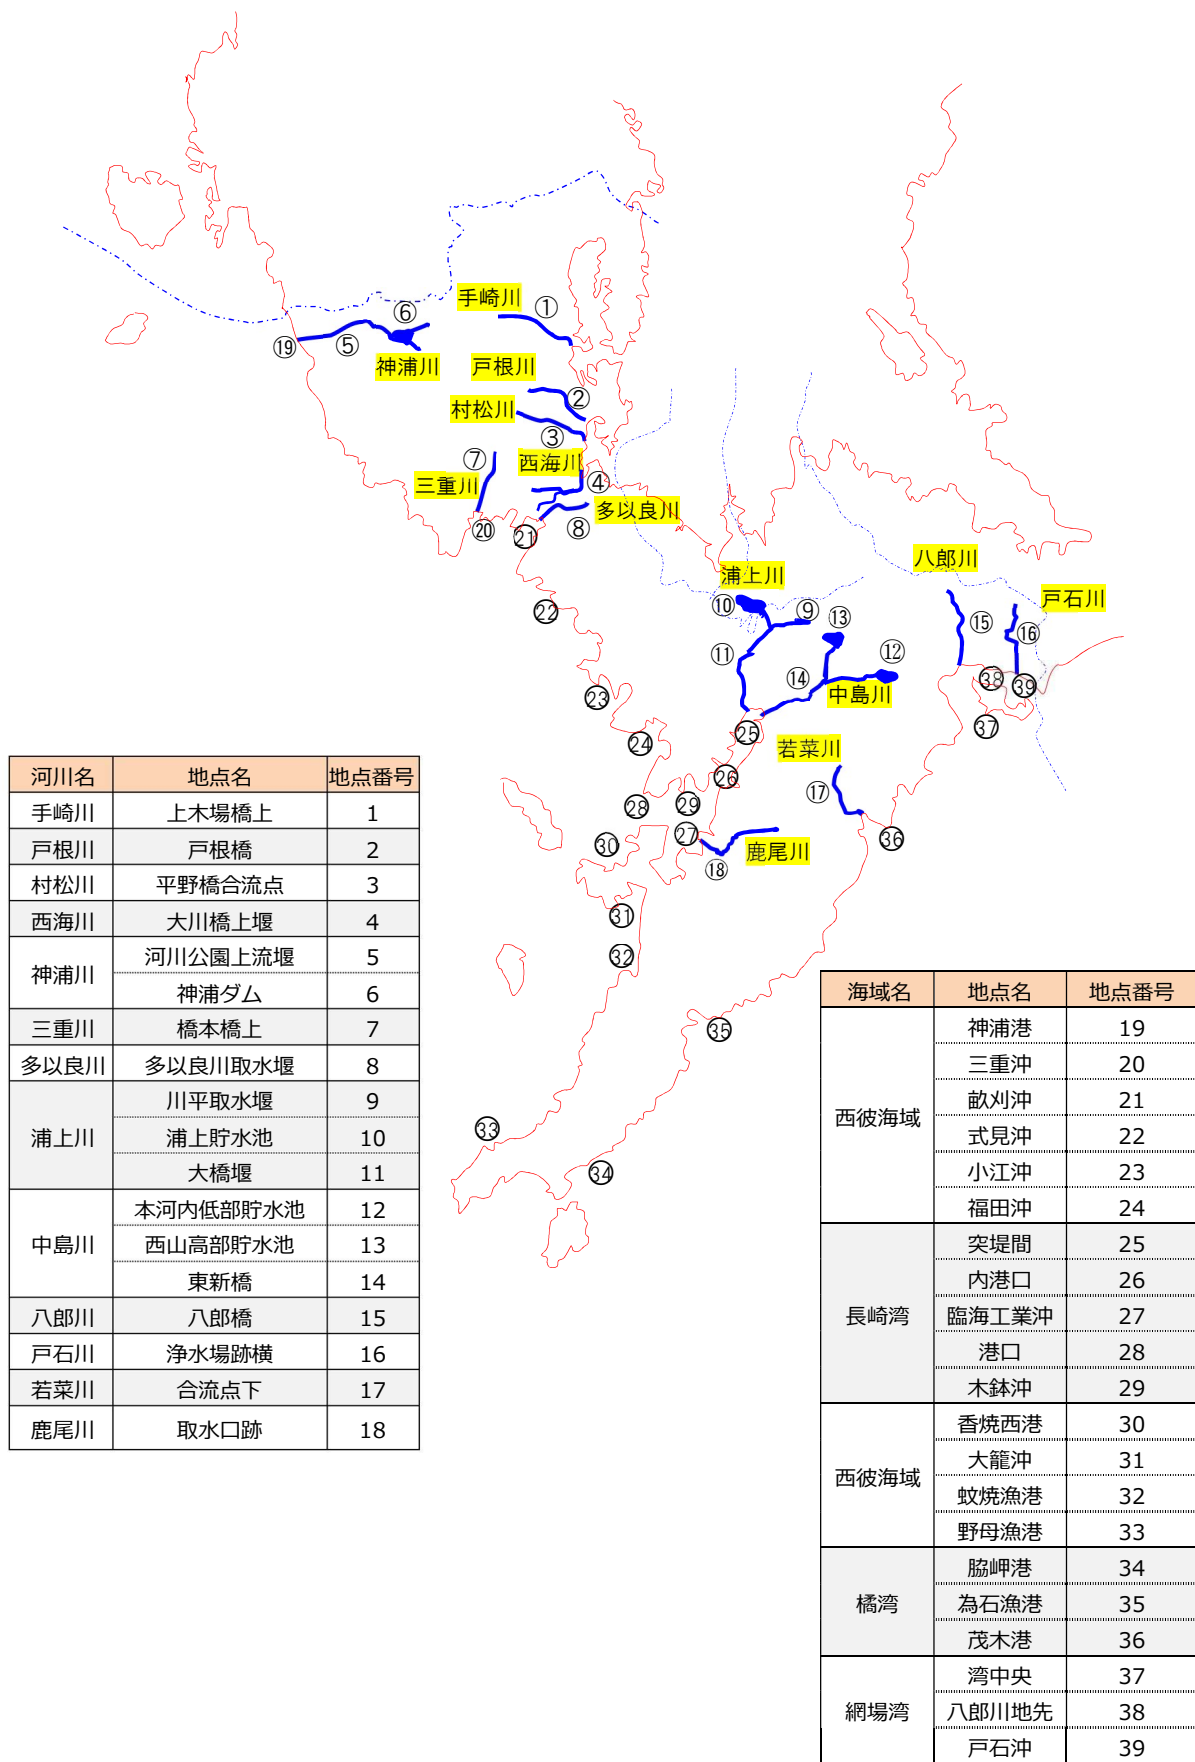 手崎川
①
⑥
⑲
⑤
神浦川
戸根川
②
村松川
③
⑦
西海川
三重川
④
多以良川
⑳
㉑
⑧
八郎川
浦上川
戸石川
⑩
⑨
⑬
㉒
⑮
⑯
⑪
⑫
⑭
㊳
㊴
中島川
㉓
㊲
㉔
㉕
若菜川
㉖
⑰
㉘
㉙
㉗
㊱
㉚
鹿尾川
⑱
㉛
㉜
㉟
㉝
㉞
河川名 地点名 地点番号
手崎川 上木場橋上 1
戸根川 戸根橋 2
村松川 平野橋合流点 3
西海川 大川橋上堰 4
神浦川 河川公園上流堰 5
神浦ダム 6
三重川 橋本橋上 7
多以良川 多以良川取水堰 8
浦上川 川平取水堰 9
浦上貯水池 10
大橋堰 11
中島川 本河内低部貯水池 12
西山高部貯水池 13
東新橋 14
八郎川 八郎橋 15
戸石川 浄水場跡横 16
若菜川 合流点下 17
鹿尾川 取水口跡 18
海域名 地点名 地点番号
西彼海域 神浦港 19
三重沖 20
畝刈沖 21
式見沖 22
小江沖 23
福田沖 24
長崎湾 突堤間 25
内港口 26
臨海工業沖 27
港口 28
木鉢沖 29
西彼海域 香焼西港 30
大籠沖 31
蚊焼漁港 32
野母漁港 33
橘湾 脇岬港 34
為石漁港 35
茂木港 36
網場湾 湾中央 37
八郎川地先 38
戸石沖 39